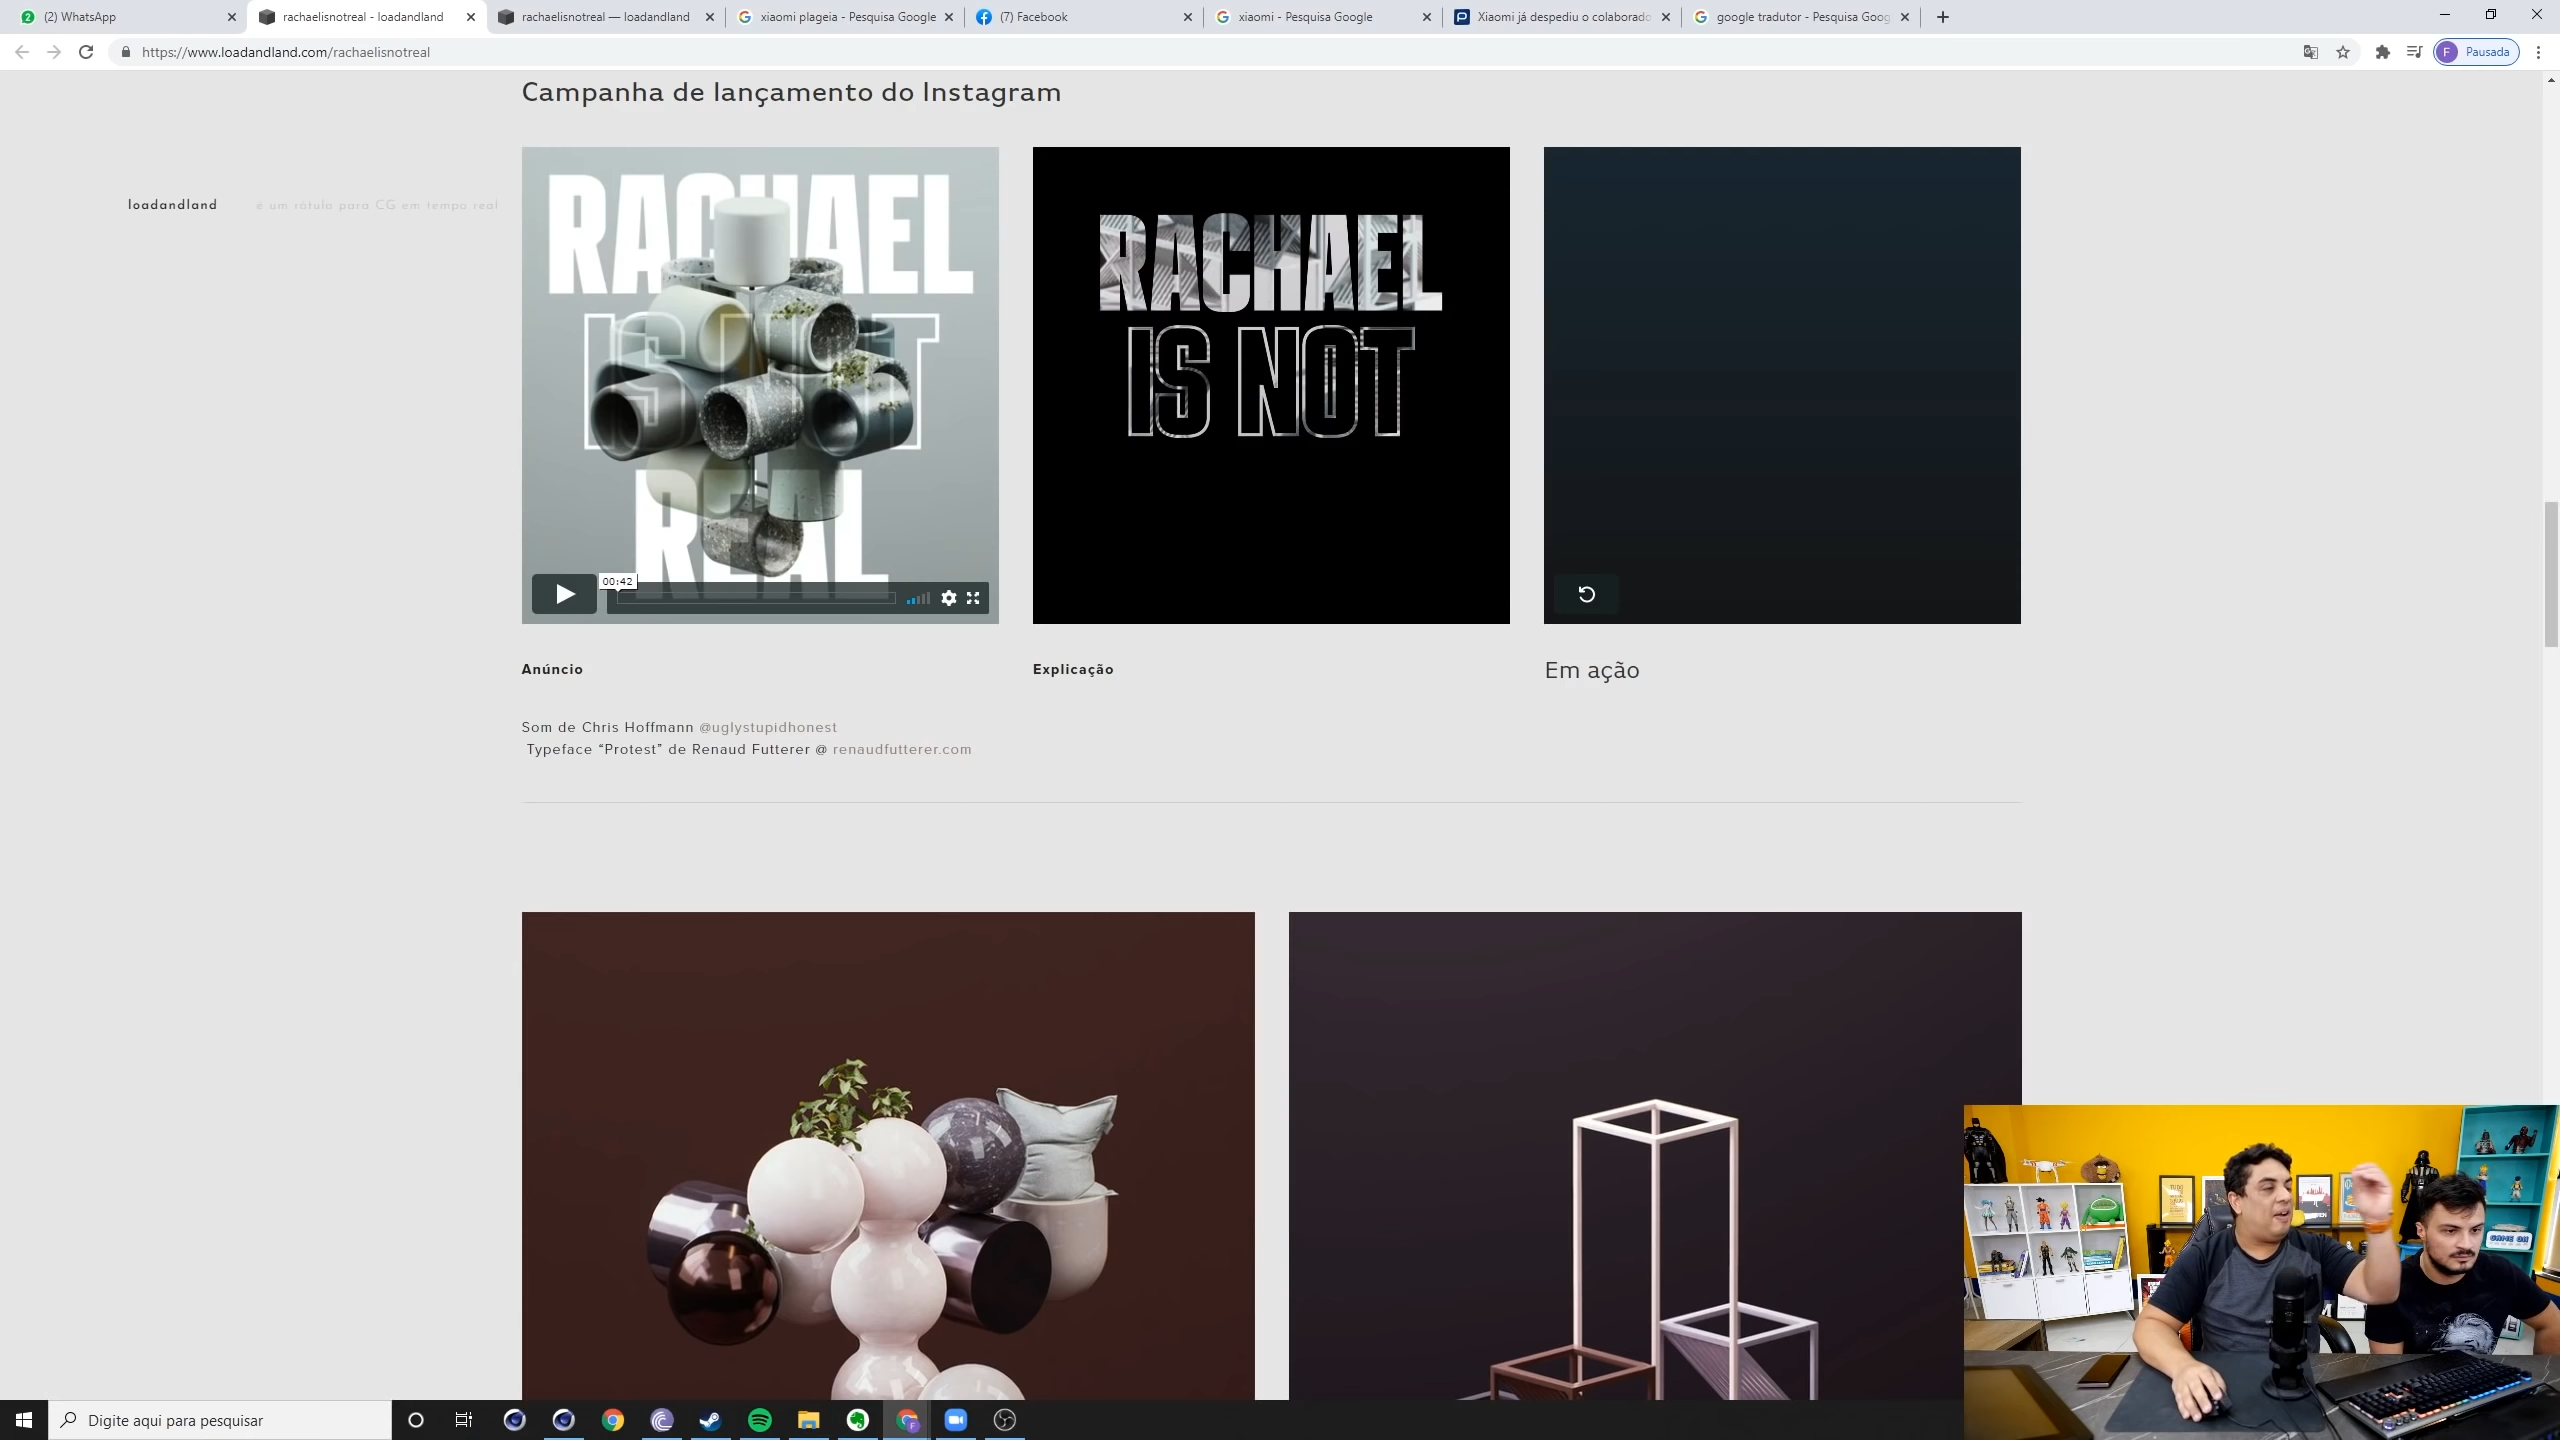 (2) WhatsApp
rachaelisnotreal - loadandland
rachaelisnotreal — loadandland
xiaomi plageia - Pesquisa Google
(7) Facebook
xiaomi - Pesquisa Google
Xiaomi já despediu o colaborado
google tradutor - Pesquisa Goog
https://www.loadandland.com/rachaelisnotreal
F
Pausada
Campanha de lançamento do Instagram
loadandland
é um rótulo para CG em tempo real
RACHAEL
IS NOT
REAL
00:42
RACHAEL
IS NOT
Anúncio
Explicação
Em ação
Som de Chris Hoffmann @uglystupidhonest
Typeface “Protest” de Renaud Futterer @ renaudfutterer.com
GAME ON
Digite aqui para pesquisar